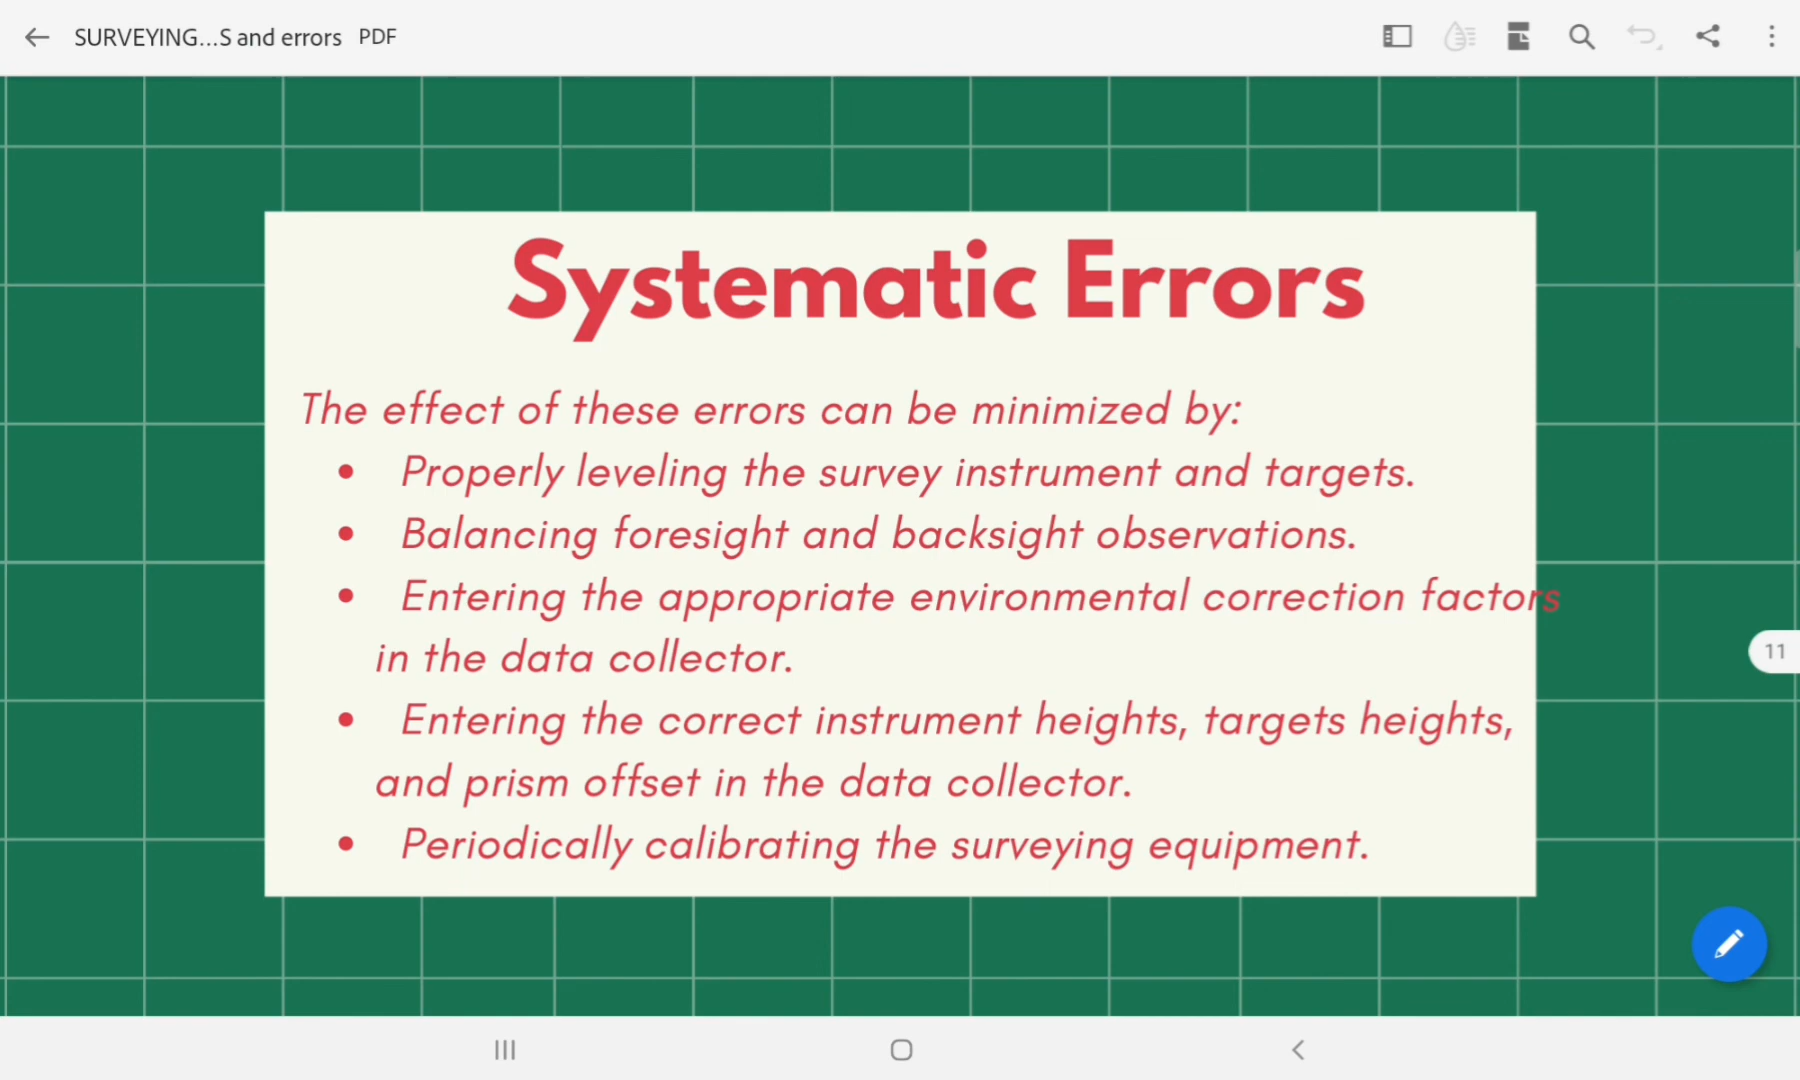 SURVEYING...S and errors PDF
Systematic Errors
The effect of these errors can be minimized by:
• Properly leveling the survey instrument and targets.
• Balancing foresight and backsight observations.
• Entering the appropriate environmental correction factors
in the data collector.
• Entering the correct instrument heights, targets heights,
and prism offset in the data collector.
• Periodically calibrating the surveying equipment.
11